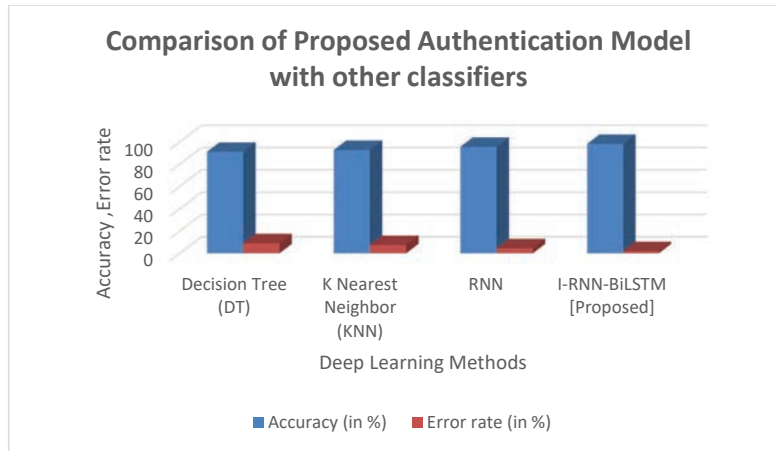 Comparison of Proposed Authentication Model
with other classifiers
Accuracy ,Error rate
100
80
60
40
20
0
Decision Tree
(DT)
K Nearest
Neighbor
(KNN)
RNN
I-RNN-BiLSTM
[Proposed]
Deep Learning Methods
Accuracy (in %)
Error rate (in %)